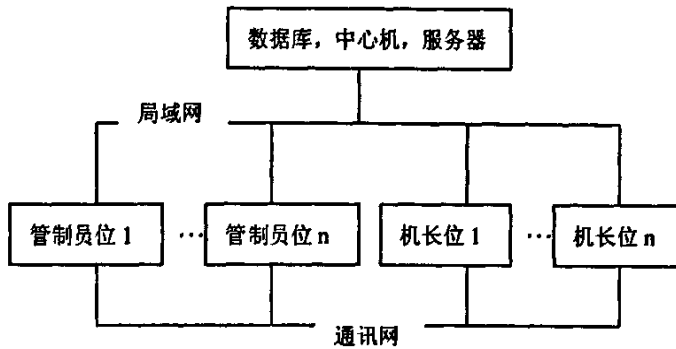 数据库，中心机，服务器
局域网
管制员位 1 … 管制员位 n 机长位 1 … 机长位 n
通讯网